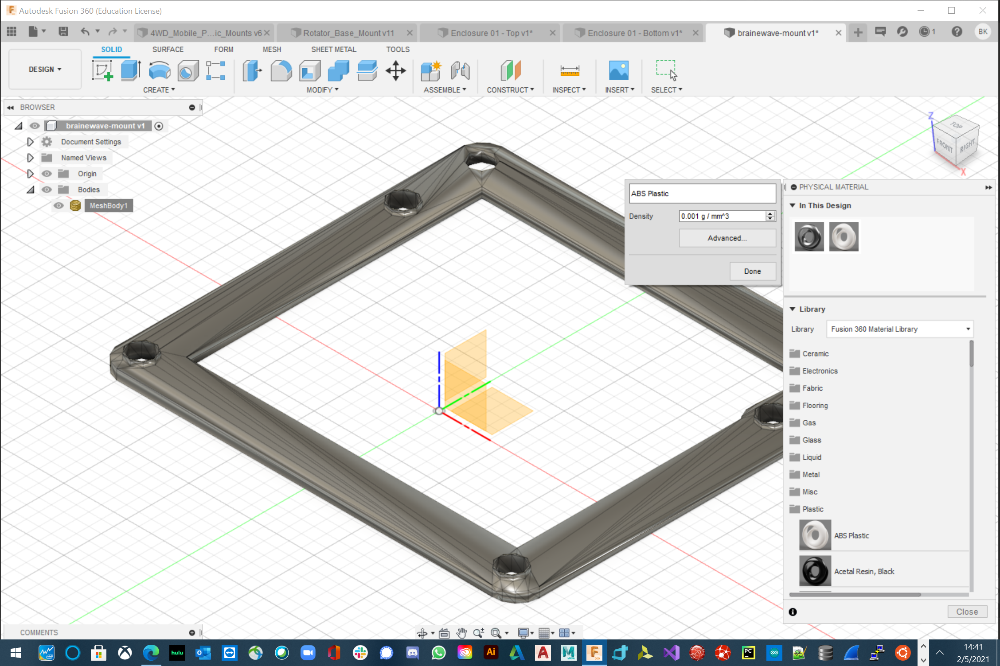 Autodesk Fusion 360 (Education License)
4WD_Mobile_P...ic_Mounts v6
Rotator_Base_Mount v11
Enclosure 01 - Top v1*
Enclosure 01 - Bottom v1*
brainewave-mount v1*
1
BK
SOLID
SURFACE
FORM
MESH
SHEET METAL
TOOLS
DESIGN
CREATE
MODIFY
ASSEMBLE
CONSTRUCT
INSPECT
INSERT
SELECT
BROWSER
brainewave-mount v1
Document Settings
Named Views
Origin
Bodies
MeshBody1
Z
TOP
FRONT
RIGHT
X
ABS Plastic
Density
0.001 g / mm^3
Advanced...
Done
PHYSICAL MATERIAL
In This Design
Library
Library
Fusion 360 Material Library
Ceramic
Electronics
Fabric
Flooring
Gas
Glass
Liquid
Metal
Misc
Plastic
ABS Plastic
Acetal Resin, Black
Close
COMMENTS
hulu
Ai
PC
MAYA
360
14:41
2/5/2021